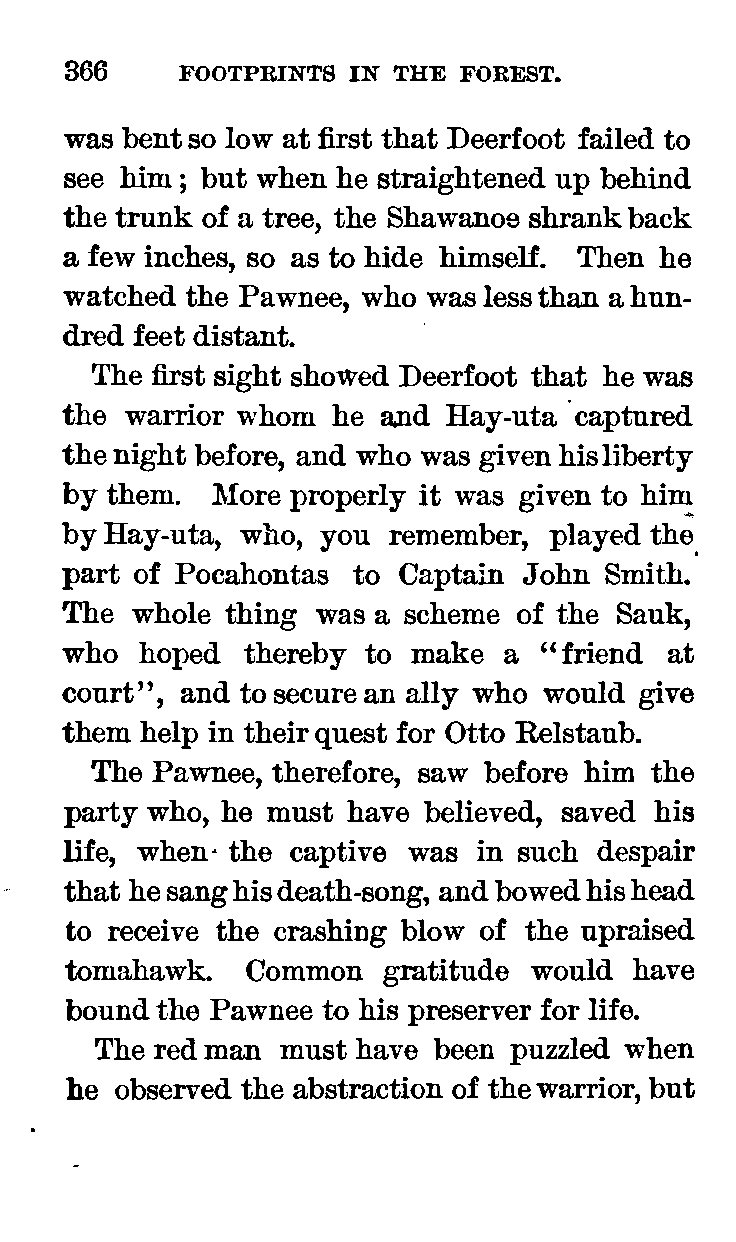 366 FOOTPRINTS IN THE FOREST.
was bent so low at first that Deerfoot failed to
see him; but when he straightened up behind
the trunk of a tree, the Shawanoe shrank back
a few inches, so as to hide himself. Then he
watched the Pawnee, who was less than a hun-
dred feet distant.
The first sight showed Deerfoot that he was
the warrior whom he and Hay-uta captured
the night before, and who was given his liberty
by them. More properly it was given to him
by Hay-uta, who, you remember, played the
part of Pocahontas to Captain John Smith.
The whole thing was a scheme of the Sauk,
who hoped thereby to make a "friend at
court", and to secure an ally who would give
them help in their quest for Otto Relstaub.
The Pawnee, therefore, saw before him the
party who, he must have believed, saved his
life, when the captive was in such despair
that he sang his death-song, and bowed his head
to receive the crashing blow of the upraised
tomahawk. Common gratitude would have
bound the Pawnee to his preserver for life.
The red man must have been puzzled when
he observed the abstraction of the warrior, but